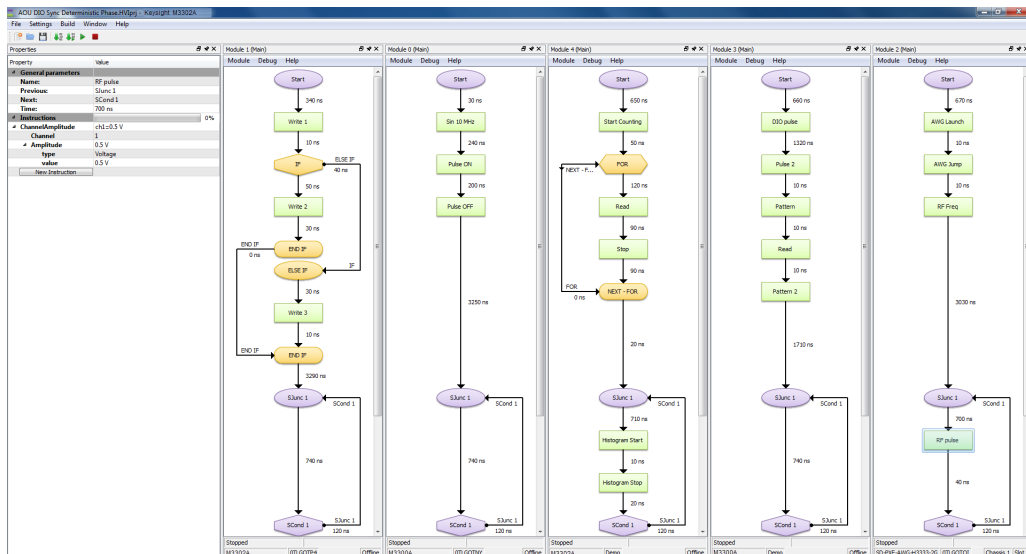 AOU DIO Sync Deterministic Phase.HVIprj - Keysight M3302A
File Settings Build Window Help
Properties
Property Value
General parameters
Name: RF pulse
Previous: SJunc 1
Next: SCond 1
Time: 700 ns
Instructions 0%
ChannelAmplitude ch1=0.5 V
Channel 1
Amplitude 0.5 V
type Voltage
value 0.5 V
New Instruction
Module 1 (Main)
Module Debug Help
Start
340 ns
Write 1
10 ns
IF
ELSE IF
40 ns
50 ns
Write 2
30 ns
END IF
0 ns
END IF
IF
ELSE IF
30 ns
Write 3
10 ns
END IF
END IF
3290 ns
SJunc 1
SCond 1
740 ns
SCond 1
SJunc 1
120 ns
Stopped
M3302A
Offline
Module 0 (Main)
Module Debug Help
Start
30 ns
Sin 10 MHz
240 ns
Pulse ON
200 ns
Pulse OFF
3250 ns
SJunc 1
SCond 1
740 ns
SCond 1
SJunc 1
120 ns
Stopped
Offline
Module 4 (Main)
Module Debug Help
Start
650 ns
Start Counting
50 ns
FOR
NEXT - F...
120 ns
Read
90 ns
Stop
90 ns
FOR
0 ns
NEXT - FOR
20 ns
SJunc 1
SCond 1
710 ns
Histogram Start
10 ns
Histogram Stop
20 ns
SCond 1
SJunc 1
120 ns
Stopped
Demo
Offline
Module 3 (Main)
Module Debug Help
Start
660 ns
DIO pulse
1320 ns
Pulse 2
10 ns
Pattern
10 ns
Read
10 ns
Pattern 2
1710 ns
SJunc 1
SCond 1
740 ns
SCond 1
SJunc 1
120 ns
Stopped
Demo
Offline
Module 2 (Main)
Module Debug Help
Start
670 ns
AWG Launch
10 ns
AWG Jump
10 ns
RF Freq
3030 ns
SJunc 1
SCond 1
700 ns
RF pulse
40 ns
SCond 1
SJunc 1
120 ns
Stopped
Chassis 1